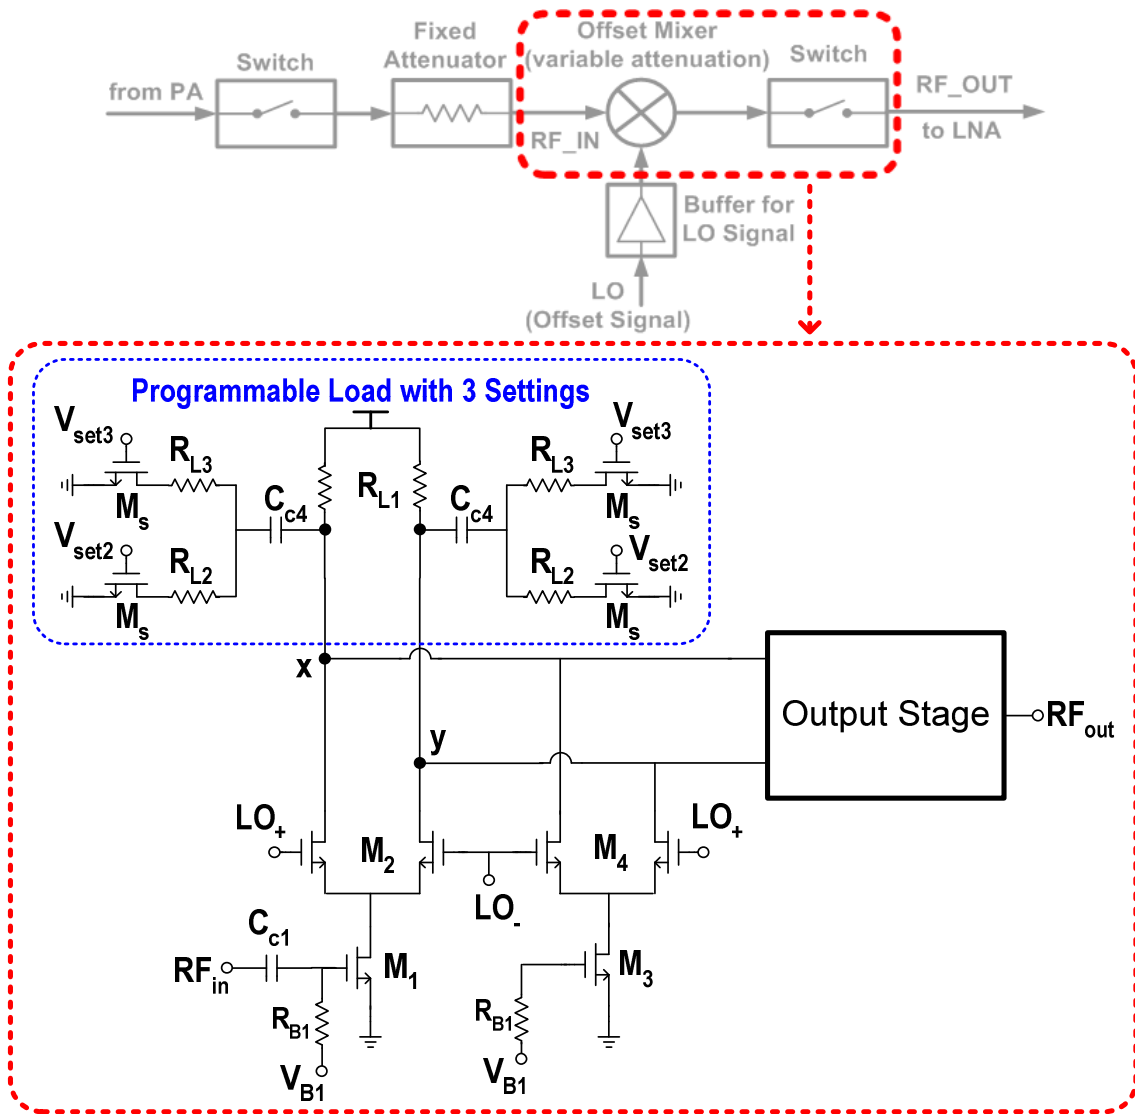 Switch
Fixed
Attenuator
Offset Mixer
(variable attenuation)
Switch
from PA
RF_IN
RF_OUT
to LNA
Buffer for
LO Signal
LO
(Offset Signal)
Programmable Load with 3 Settings
Vset3
RL3
Ms
Cc4
RL1
Cc4
RL3
Vset3
Ms
Vset2
RL2
Ms
RL2
Vset2
Ms
x
y
Output Stage
RFout
LO+
M2
LO-
M4
LO+
Cc1
RFin
M1
RB1
VB1
M3
RB1
VB1